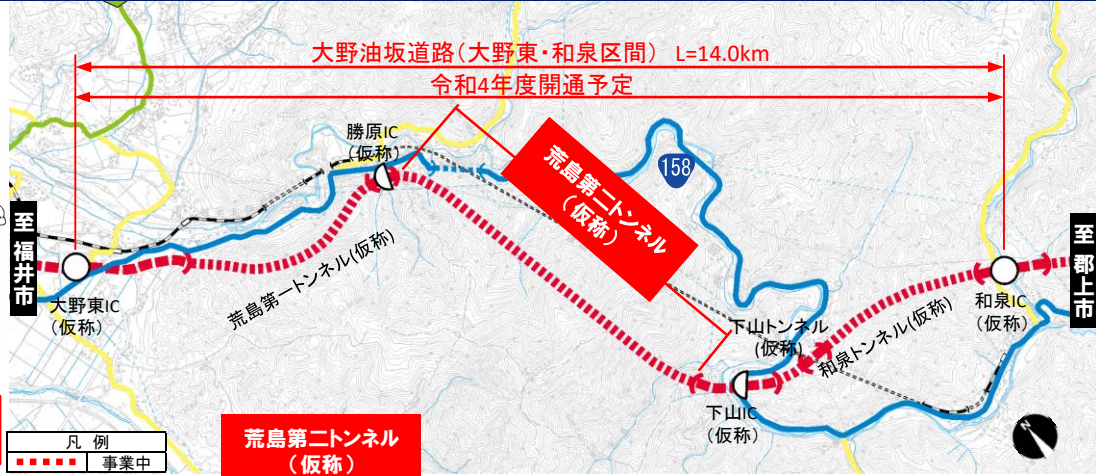 大野油坂道路(大野東・和泉区間) L=14.0km
令和4年度開通予定
勝原IC
(仮称)
荒島第二トンネル
(仮称)
158
至福井市
至郡上市
大野東IC
(仮称)
荒島第一トンネル(仮称)
下山トンネル
(仮称)
和泉トンネル(仮称)
和泉IC
(仮称)
下山IC
(仮称)
荒島第二トンネル
(仮称)
凡 例
事業中
N